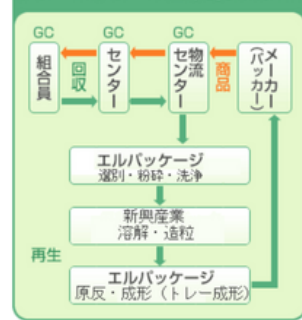 GC
GC
GC
組合員
回収
センター
物流センター
商品
メーカー(パッカー)
エルパッケージ
選別・粉砕・洗浄
新興産業
溶解・造粒
再生
エルパッケージ
原反・成形(トレー成形)